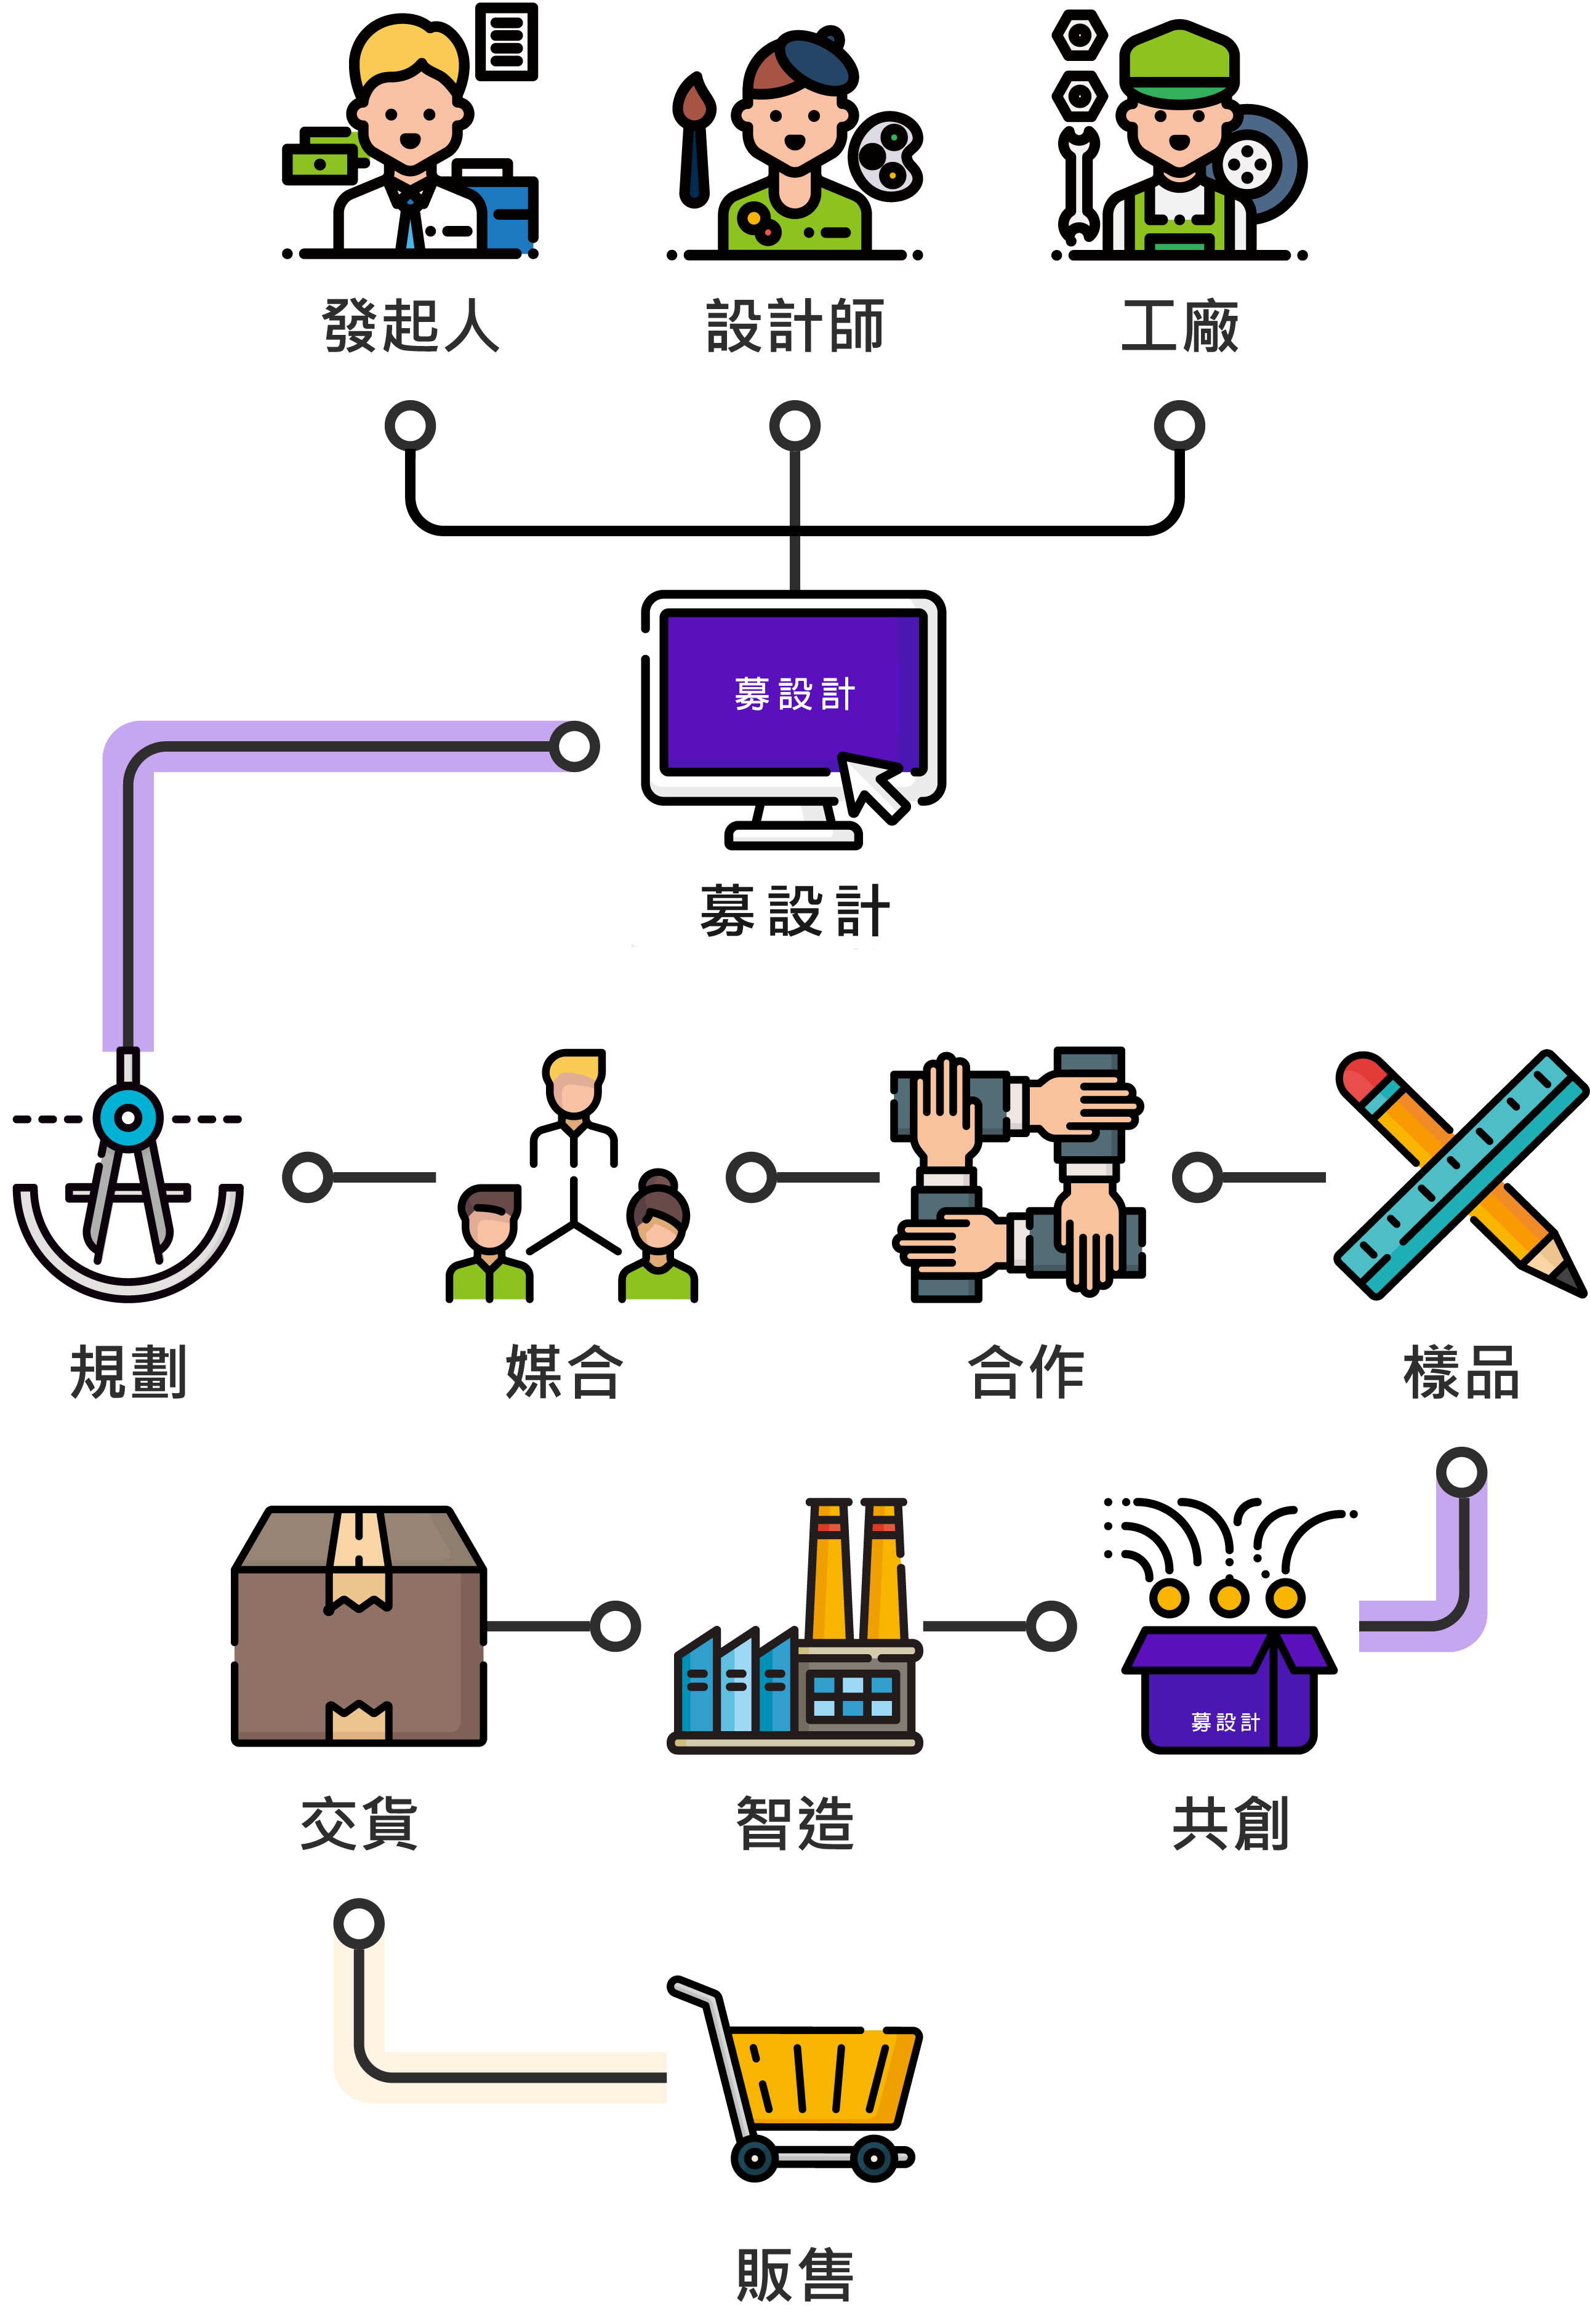 發起人
設計師
工廠
募設計
募設計
規劃
媒合
合作
樣品
募設計
交貨
智造
共創
販售